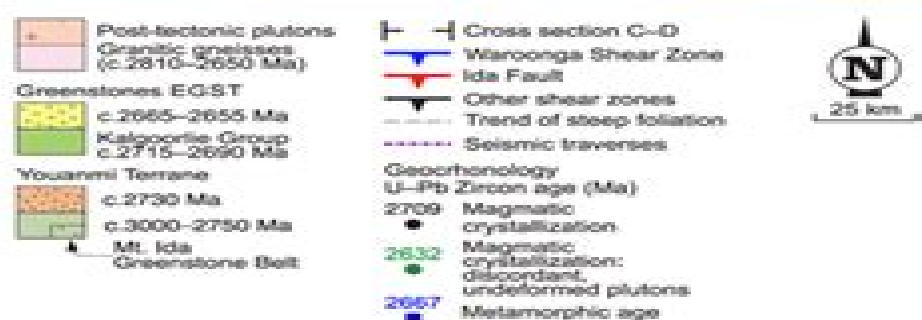 Post-tectonic plutons
Granitic gneisses
(c.2810–2650 Ma)
Greenstones EGST
c.2665–2655 Ma
Kalgoorlie Group
c.2715–2690 Ma
Youanmi Terrane
c.2730 Ma
c.3000–2750 Ma
Mt. Ida
Greenstone Belt
Cross section C–D
Waroonga Shear Zone
Ida Fault
Other shear zones
Trend of steep foliation
Seismic traverses
Geocrhonology
U–Pb Zircon age (Ma)
2709 Magmatic
crystallization
2632 Magmatic
crystallization:
discordant,
undeformed plutons
2667 Metamorphic age
N
25 km